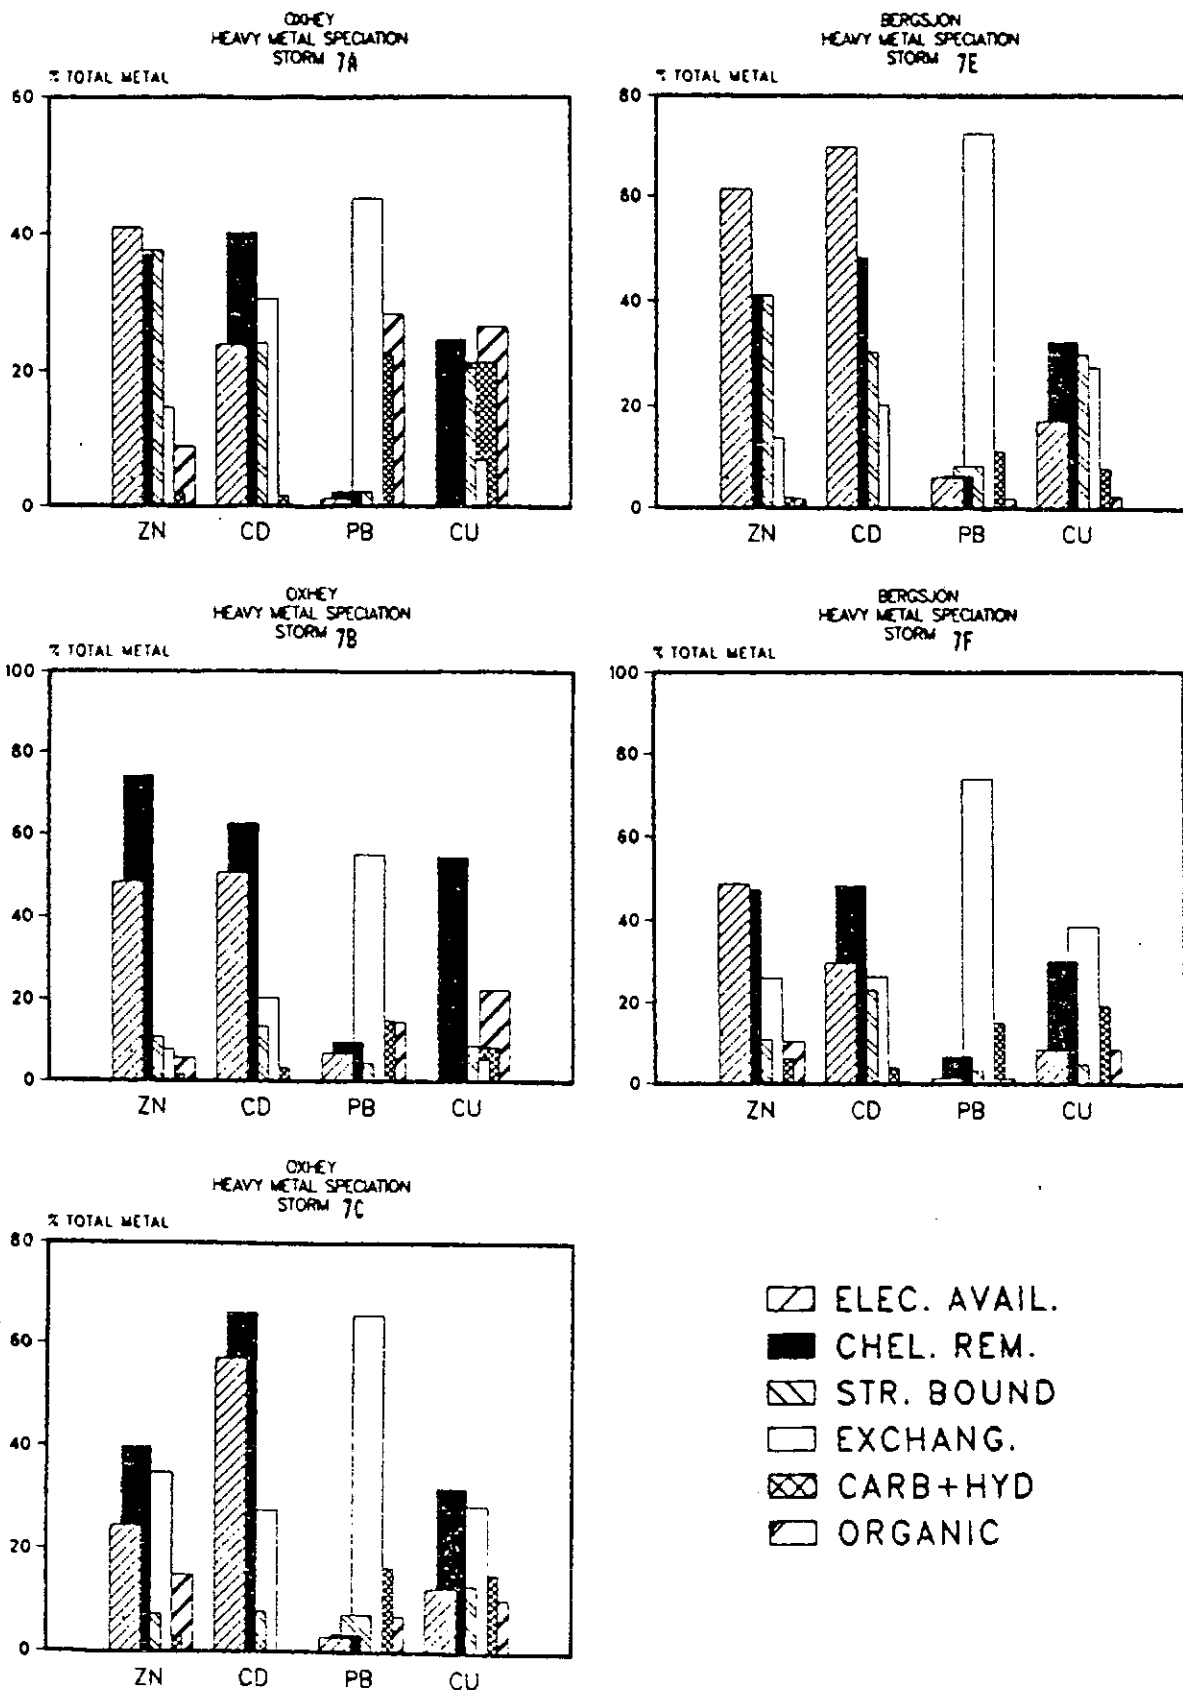 OXHEY
HEAVY METAL SPECIATION
STORM 7A
% TOTAL METAL
60
40
20
0
ZN CD PB CU
BERGSJON
HEAVY METAL SPECIATION
STORM 7E
% TOTAL METAL
80
60
40
20
0
ZN CD PB CU
OXHEY
HEAVY METAL SPECIATION
STORM 7B
% TOTAL METAL
100
80
60
40
20
0
ZN CD PB CU
BERGSJON
HEAVY METAL SPECIATION
STORM 7F
% TOTAL METAL
100
80
60
40
20
0
ZN CD PB CU
OXHEY
HEAVY METAL SPECIATION
STORM 7C
% TOTAL METAL
80
60
40
20
0
ZN CD PB CU
ELEC. AVAIL.
CHEL. REM.
STR. BOUND
EXCHANG.
CARB+HYD
ORGANIC